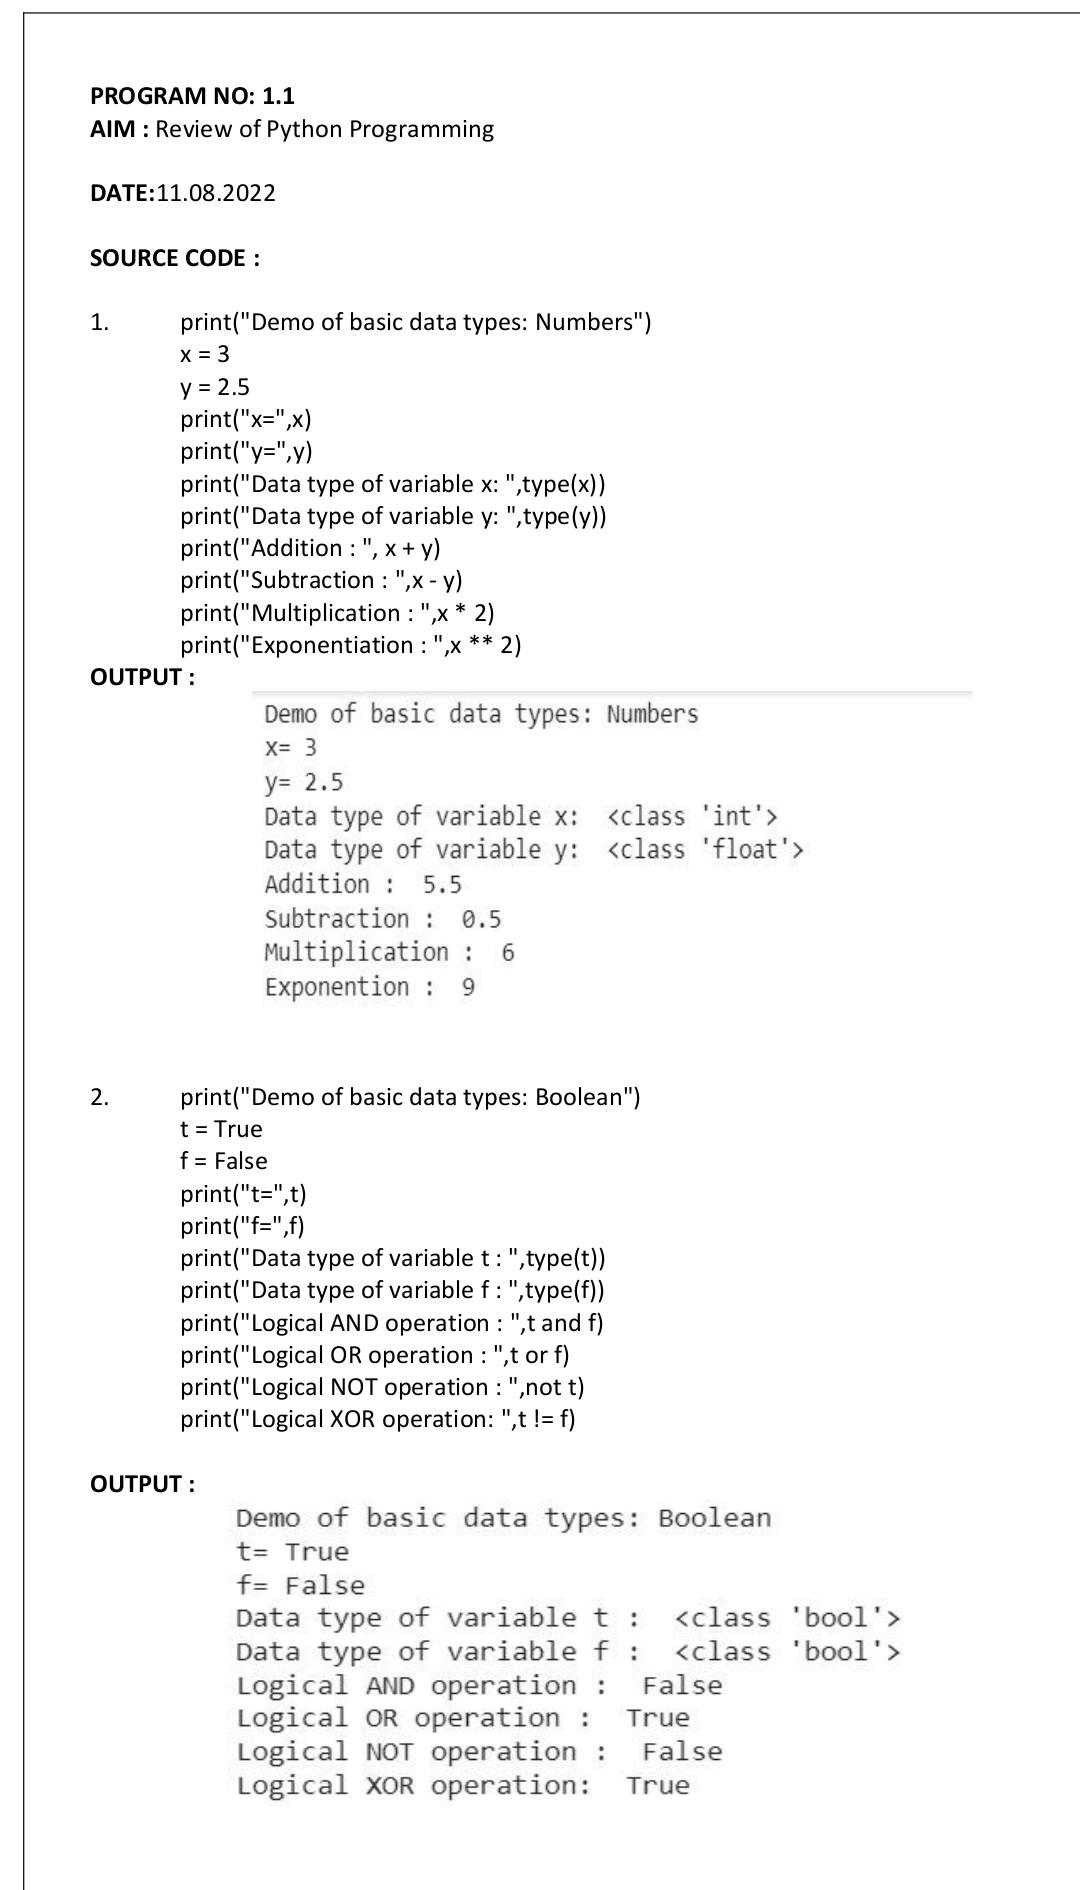 PROGRAM NO: 1.1
AIM : Review of Python Programming
DATE:11.08.2022
SOURCE CODE :
1. print("Demo of basic data types: Numbers")
x = 3
y = 2.5
print("x=",x)
print("y=",y)
print("Data type of variable x: ",type(x))
print("Data type of variable y: ",type(y))
print("Addition : ", x + y)
print("Subtraction : ",x - y)
print("Multiplication : ",x * 2)
print("Exponentiation : ",x ** 2)
OUTPUT :
Demo of basic data types: Numbers
x= 3
y= 2.5
Data type of variable x:  <class 'int'>
Data type of variable y:  <class 'float'>
Addition :  5.5
Subtraction :  0.5
Multiplication :  6
Exponention :  9
2. print("Demo of basic data types: Boolean")
t = True
f = False
print("t=",t)
print("f=",f)
print("Data type of variable t : ",type(t))
print("Data type of variable f : ",type(f))
print("Logical AND operation : ",t and f)
print("Logical OR operation : ",t or f)
print("Logical NOT operation : ",not t)
print("Logical XOR operation: ",t != f)
OUTPUT :
Demo of basic data types: Boolean
t= True
f= False
Data type of variable t :  <class 'bool'>
Data type of variable f :  <class 'bool'>
Logical AND operation :  False
Logical OR operation :  True
Logical NOT operation :  False
Logical XOR operation:  True